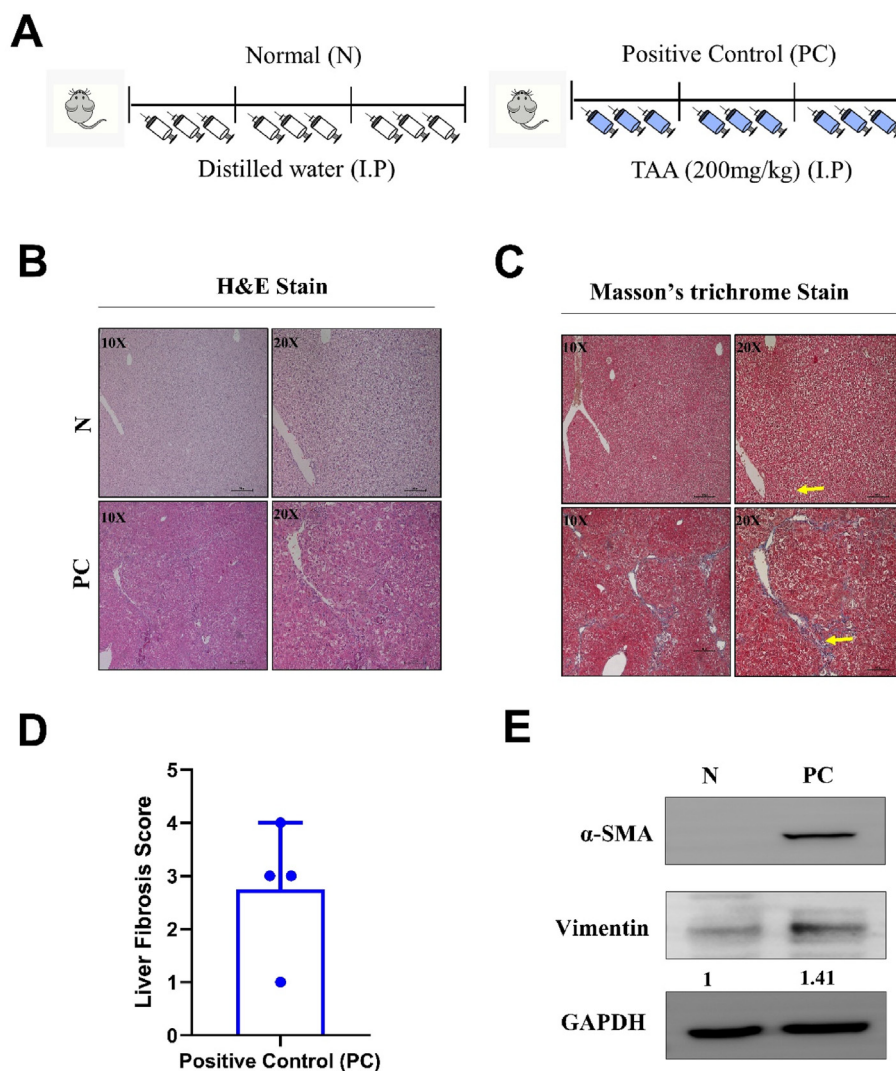 A
Normal (N)
Distilled water (I.P)
Positive Control (PC)
TAA (200mg/kg) (I.P)
B
H&E Stain
10X
20X
N
10X
20X
PC
C
Masson's trichrome Stain
10X
20X
10X
20X
D
Liver Fibrosis Score
5
4
3
2
1
0
Positive Control (PC)
E
N PC
α-SMA
Vimentin
1 1.41
GAPDH